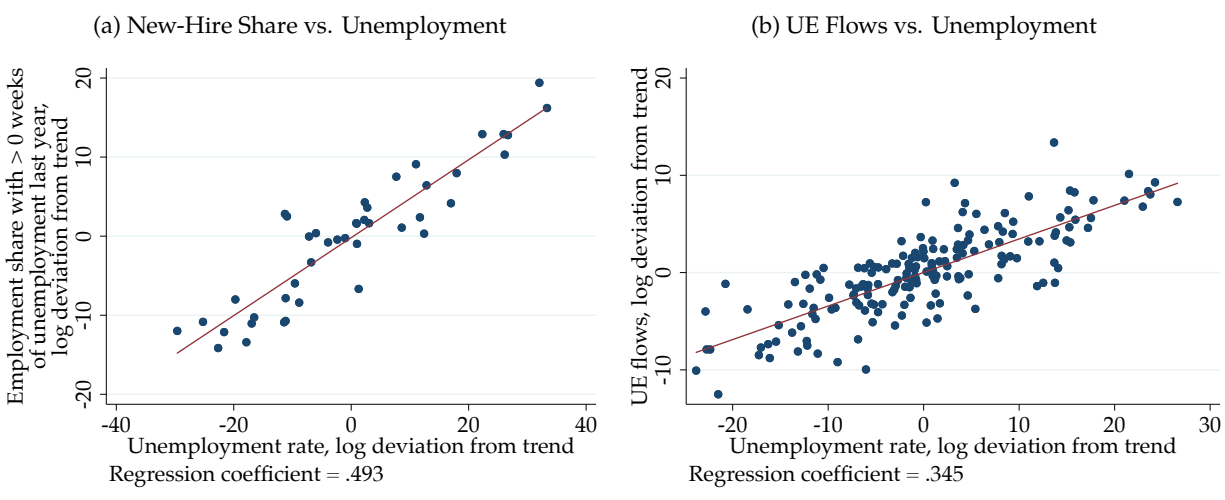 (a) New-Hire Share vs. Unemployment
Employment share with > 0 weeks
of unemployment last year,
log deviation from trend
20
10
0
-10
-20
-40
-20
0
20
40
Unemployment rate, log deviation from trend
Regression coefficient = .493
(b) UE Flows vs. Unemployment
UE flows, log deviation from trend
20
10
0
-10
-20
-10
0
10
20
30
Unemployment rate, log deviation from trend
Regression coefficient = .345